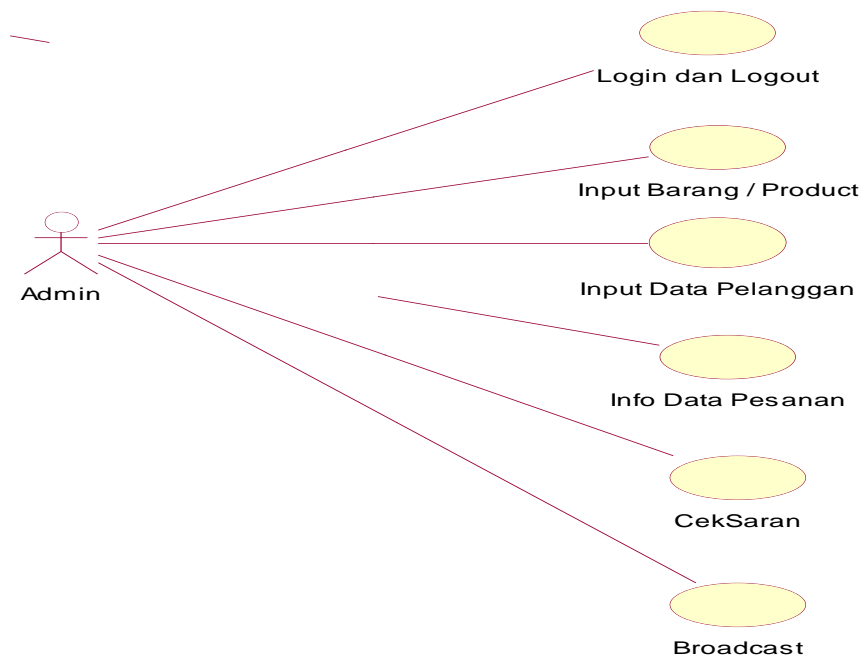 Login dan Logout
Input Barang / Product
Admin
Input Data Pelanggan
Info Data Pesanan
CekSaran
Broadcast